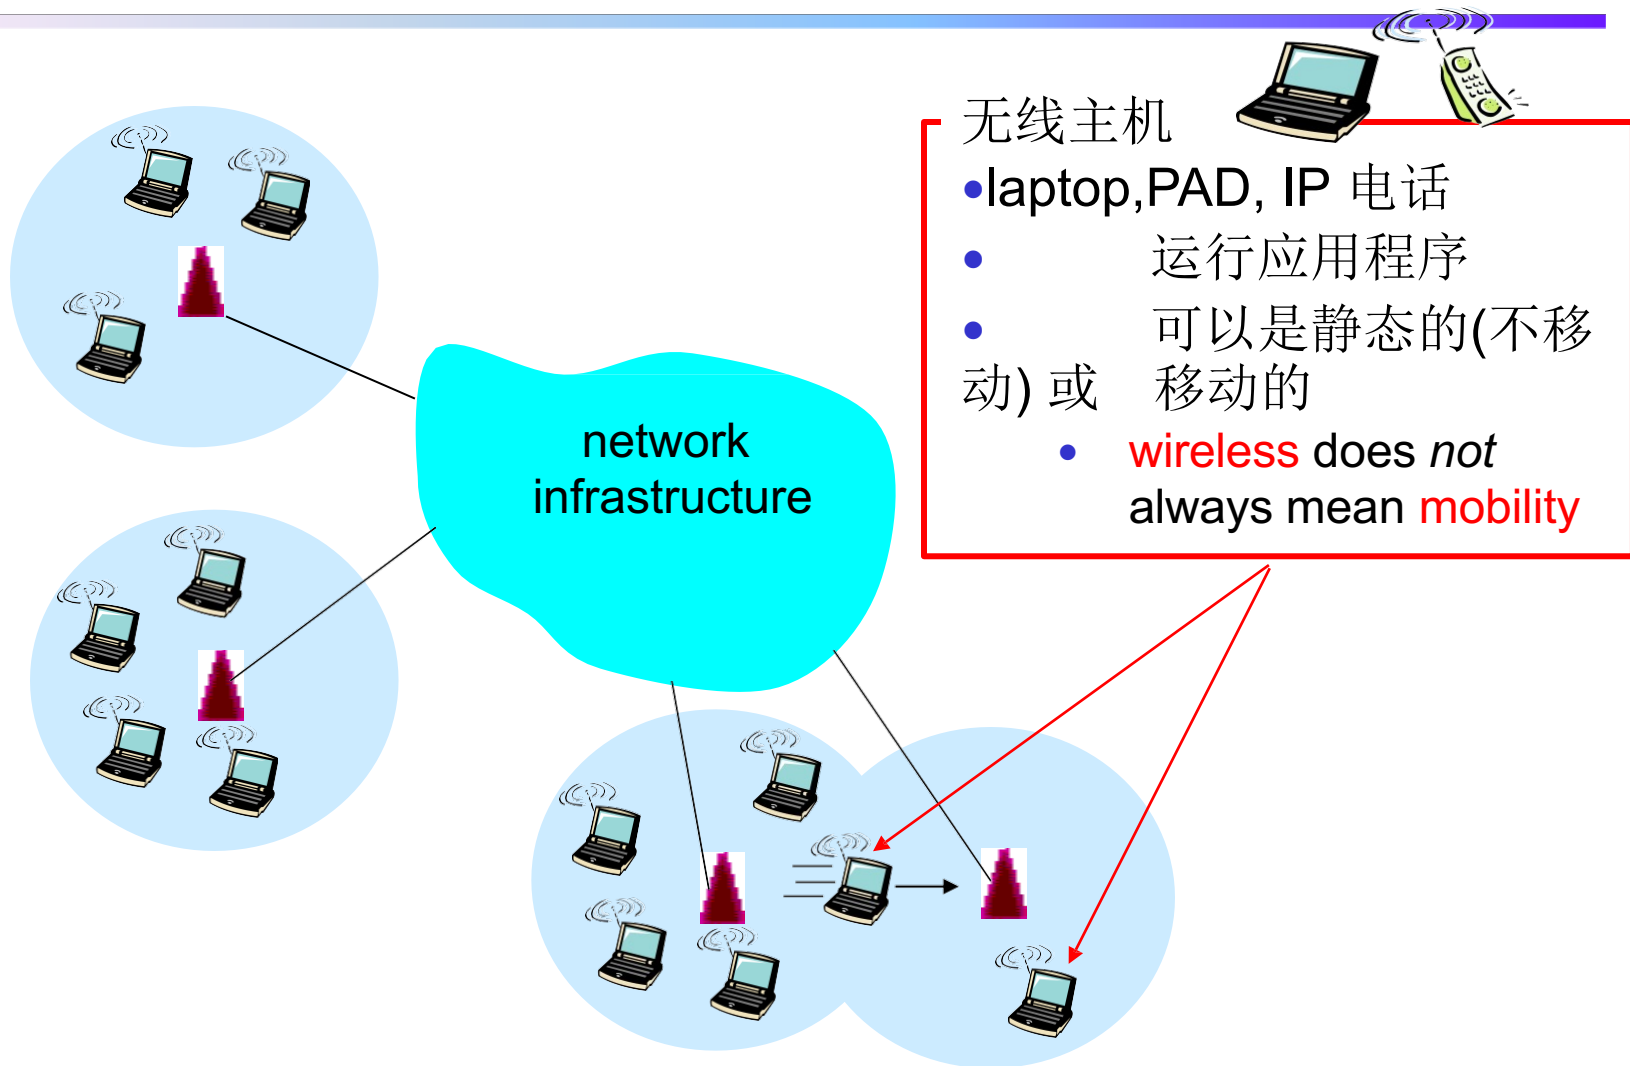 无线主机
•laptop,PAD, IP 电话
• 运行应用程序
• 可以是静态的(不移
动) 或 移动的
• wireless does not
always mean mobility
network
infrastructure